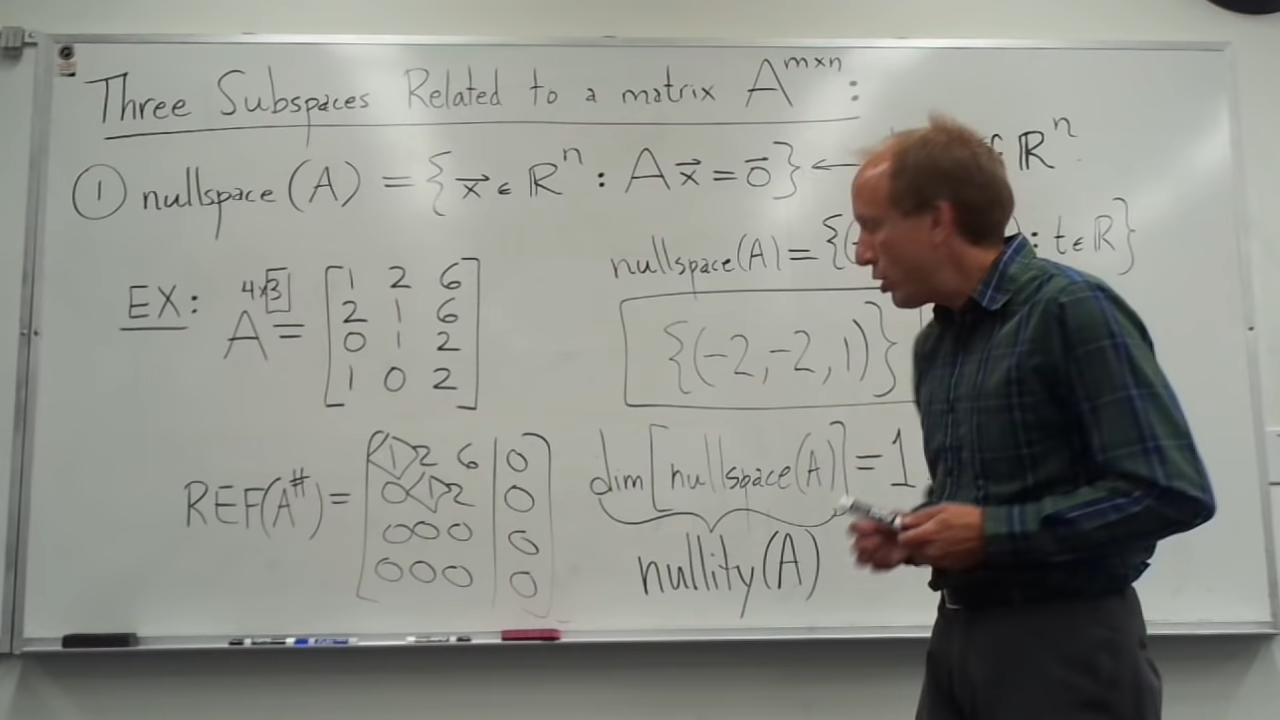 Three Subspaces Related to a matrix A^{m×n}:
① nullspace(A) = {x⃗ ∈ ℝ^n : Ax⃗ = 0⃗} ← ℝ^n
nullspace(A) = {(- : t ∈ ℝ}
{(-2,-2,1)}
EX: 4x3
A = [1 2 6
2 1 6
0 1 2
1 0 2]
REF(A^#) = [1 2 6 | 0
0 1 2 | 0
0 0 0 | 0
0 0 0 | 0]
dim[nullspace(A)] = 1
nullity(A)